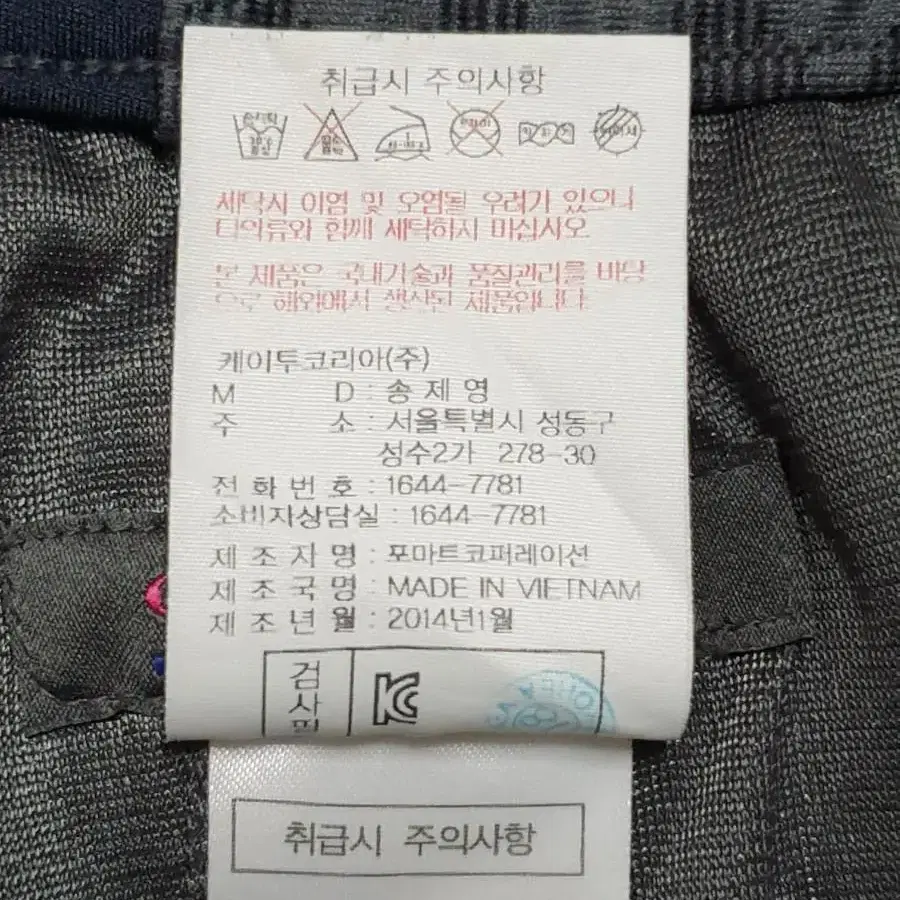 취급시 주의사항
세탁시 이염 및 오염될 우려가 있으니
타의류와 함께 세탁하지 마십시오
본 제품은 국내기술과 품질관리를 바탕
으로 해외에서 생산된 제품입니다
케이투코리아(주)
M D : 송 제 영
주 소 : 서울특별시 성동구
성수2가 278-30
전 화 번 호 : 1644-7781
소비자상담실 : 1644-7781
제 조 자 명 : 포마트코퍼레이션
제 조 국 명 : MADE IN VIETNAM
제 조 년 월 : 2014년1월
검
사
필
취급시 주의사항